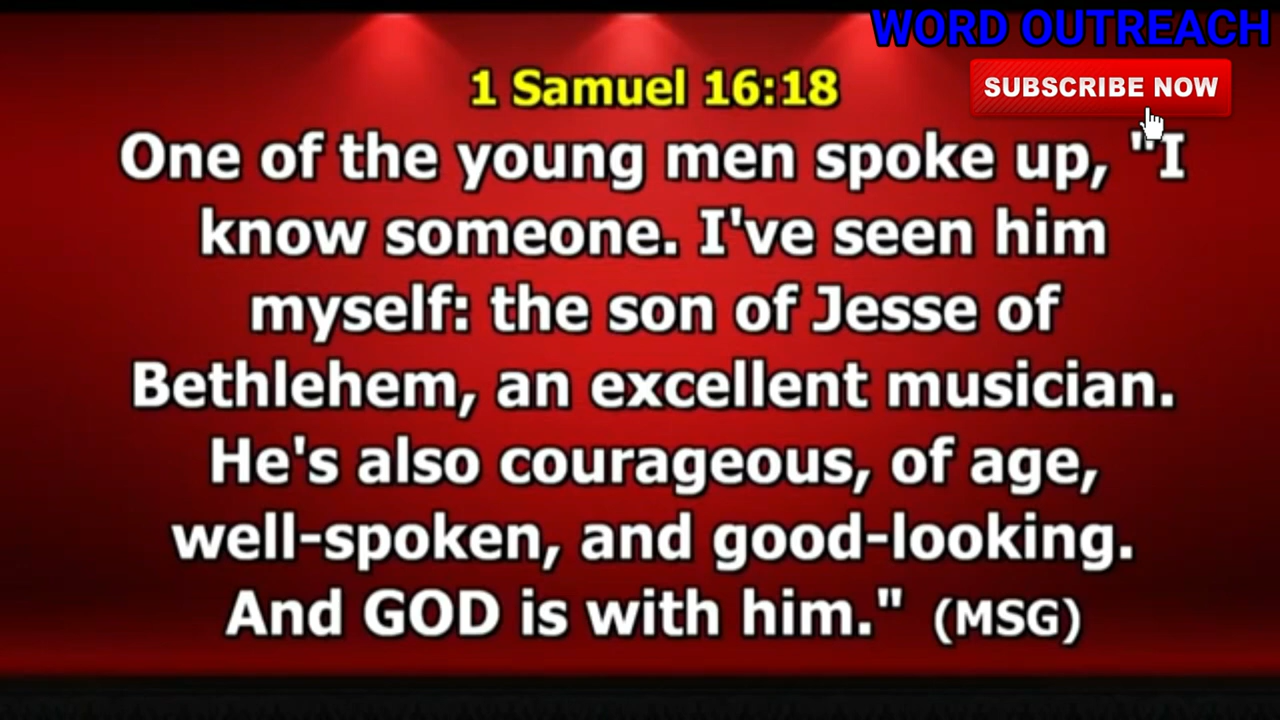 WORD OUTREACH
SUBSCRIBE NOW
1 Samuel 16:18
One of the young men spoke up, "I
know someone. I've seen him
myself: the son of Jesse of
Bethlehem, an excellent musician.
He's also courageous, of age,
well-spoken, and good-looking.
And GOD is with him." (MSG)